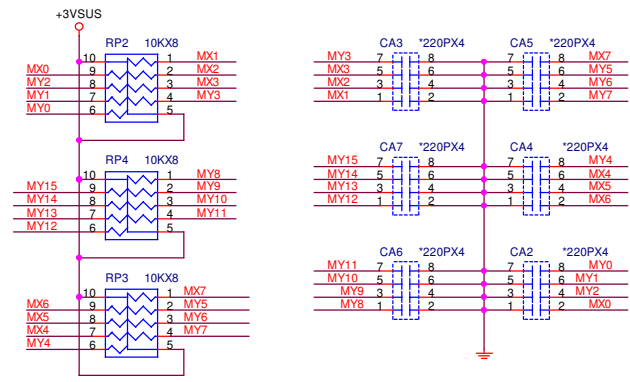 +3VSUS
RP2 10KX8
10 1 MX1
MX0 9 2 MX2
MY2 8 3 MX3
MY1 7 4 MY3
MY0 6 5
RP4 10KX8
10 1 MY8
MY15 9 2 MY9
MY14 8 3 MY10
MY13 7 4 MY11
MY12 6 5
RP3 10KX8
10 1 MX7
MX6 9 2 MY5
MX5 8 3 MY6
MX4 7 4 MY7
MY4 6 5
CA3 *220PX4
MY3 7 8
MX3 5 6
MX2 3 4
MX1 1 2
CA5 *220PX4
7 8 MX7
5 6 MY5
3 4 MY6
1 2 MY7
CA7 *220PX4
MY15 7 8
MY14 5 6
MY13 3 4
MY12 1 2
CA4 *220PX4
7 8 MY4
5 6 MX4
3 4 MX5
1 2 MX6
CA6 *220PX4
MY11 7 8
MY10 5 6
MY9 3 4
MY8 1 2
CA2 *220PX4
7 8 MY0
5 6 MY1
3 4 MY2
1 2 MX0